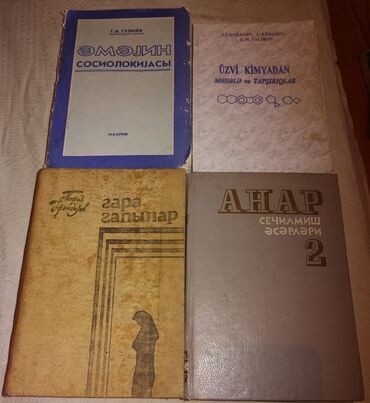 ӘМӘЈИН
СОСИОЛОКИЈАСЫ
МААРИФ
ÜZVİ KİMYADAN
MƏSƏLƏ və TAPŞIRIQLAR
гара
гапылар
АНАР
СЕЧИЛМИШ
ӘСӘРЛӘРИ
2